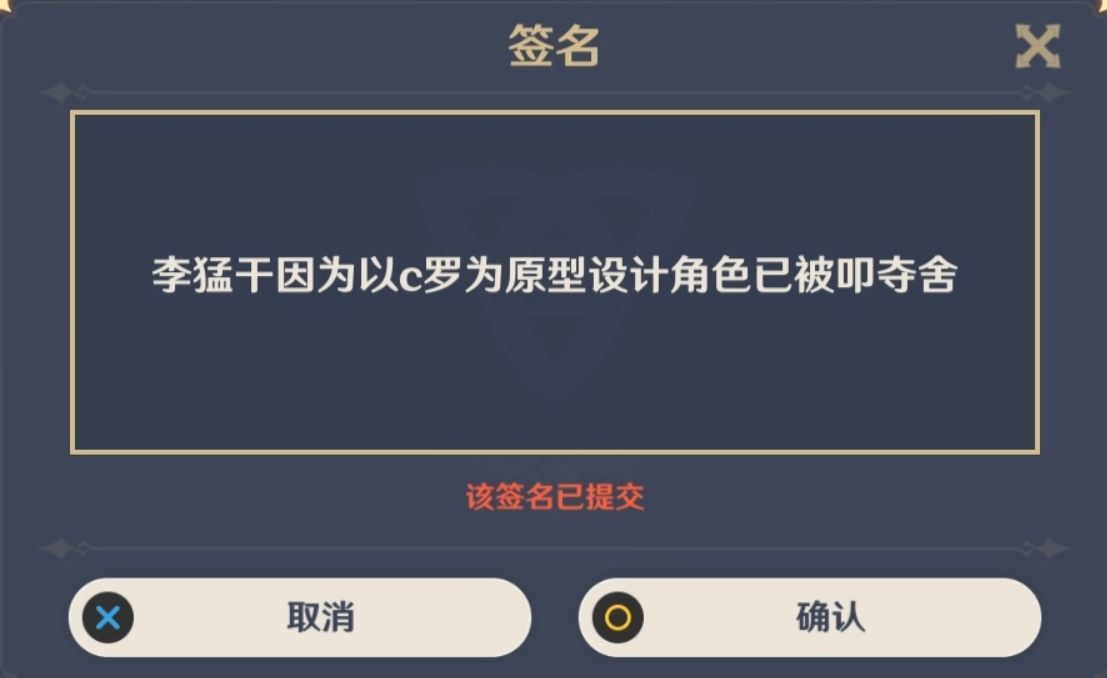 签名
李猛干因为以c罗为原型设计角色已被叩夺舍
该签名已提交
取消
确认